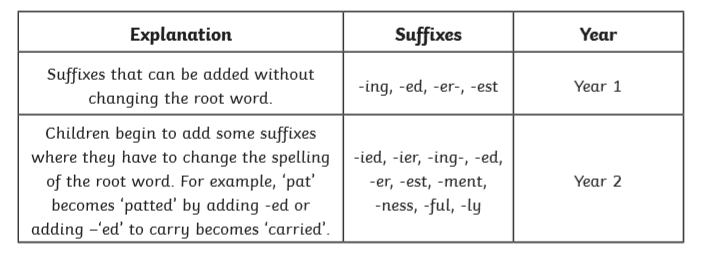 Explanation Suffixes Year
Suffixes that can be added without
changing the root word.
-ing, -ed, -er-, -est
Year 1
Children begin to add some suffixes
where they have to change the spelling
of the root word. For example, ‘pat’
becomes ‘patted’ by adding -ed or
adding –‘ed’ to carry becomes ‘carried’.
-ied, -ier, -ing-, -ed,
-er, -est, -ment,
-ness, -ful, -ly
Year 2